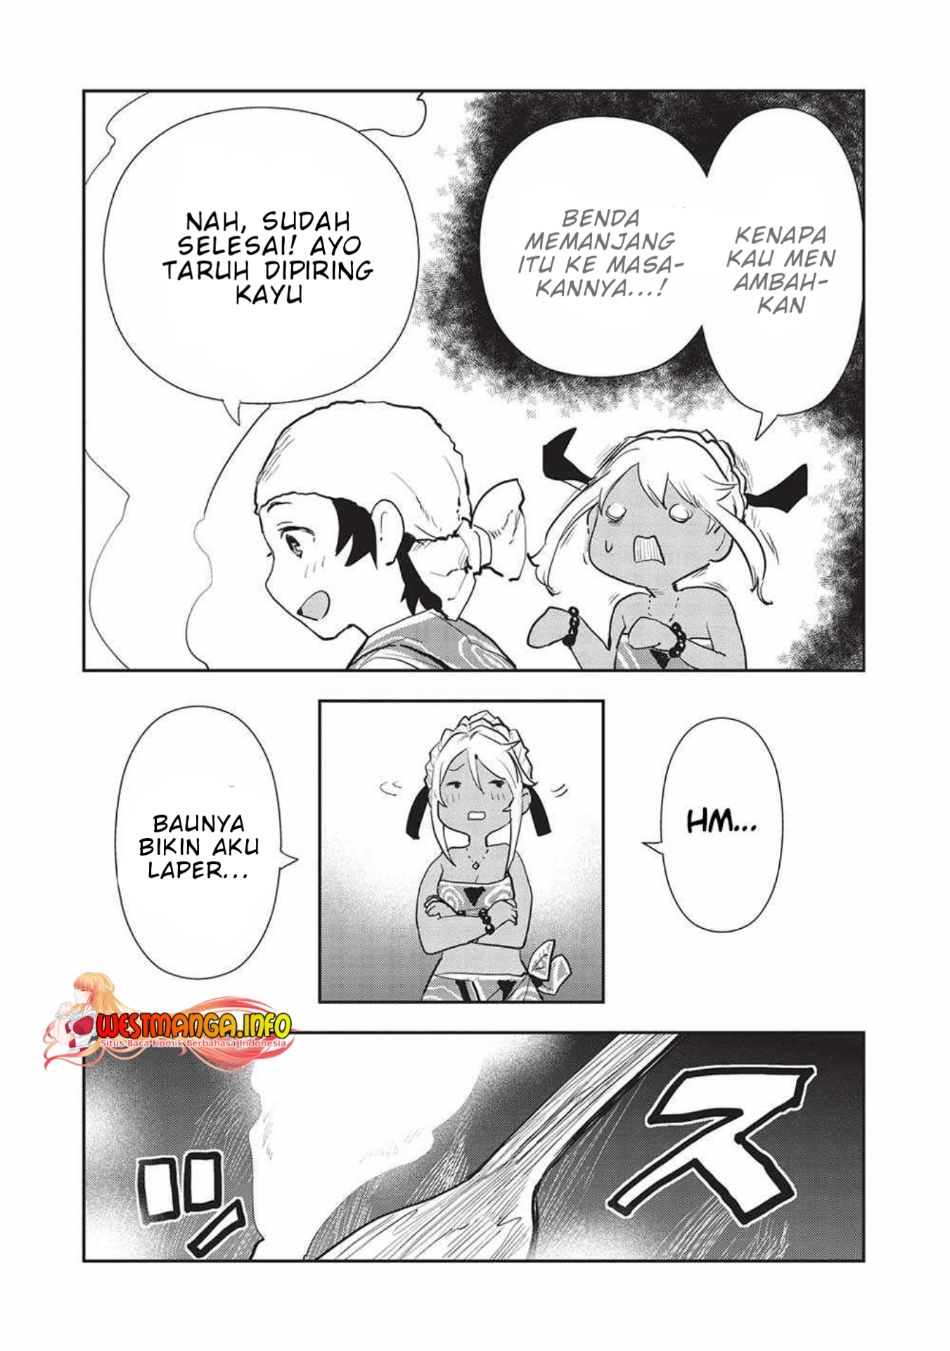 KENAPA
KAU MEN
AMBAH-
KAN
BENDA
MEMANJANG
ITU KE MASA-
KANNYA...!
NAH, SUDAH
SELESAI! AYO
TARUH DIPIRING
KAYU
HM...
BAUNYA
BIKIN AKU
LAPER...
WESTMANGA.INFO
Situs Baca Komik Berbahasa Indonesia
ズッ